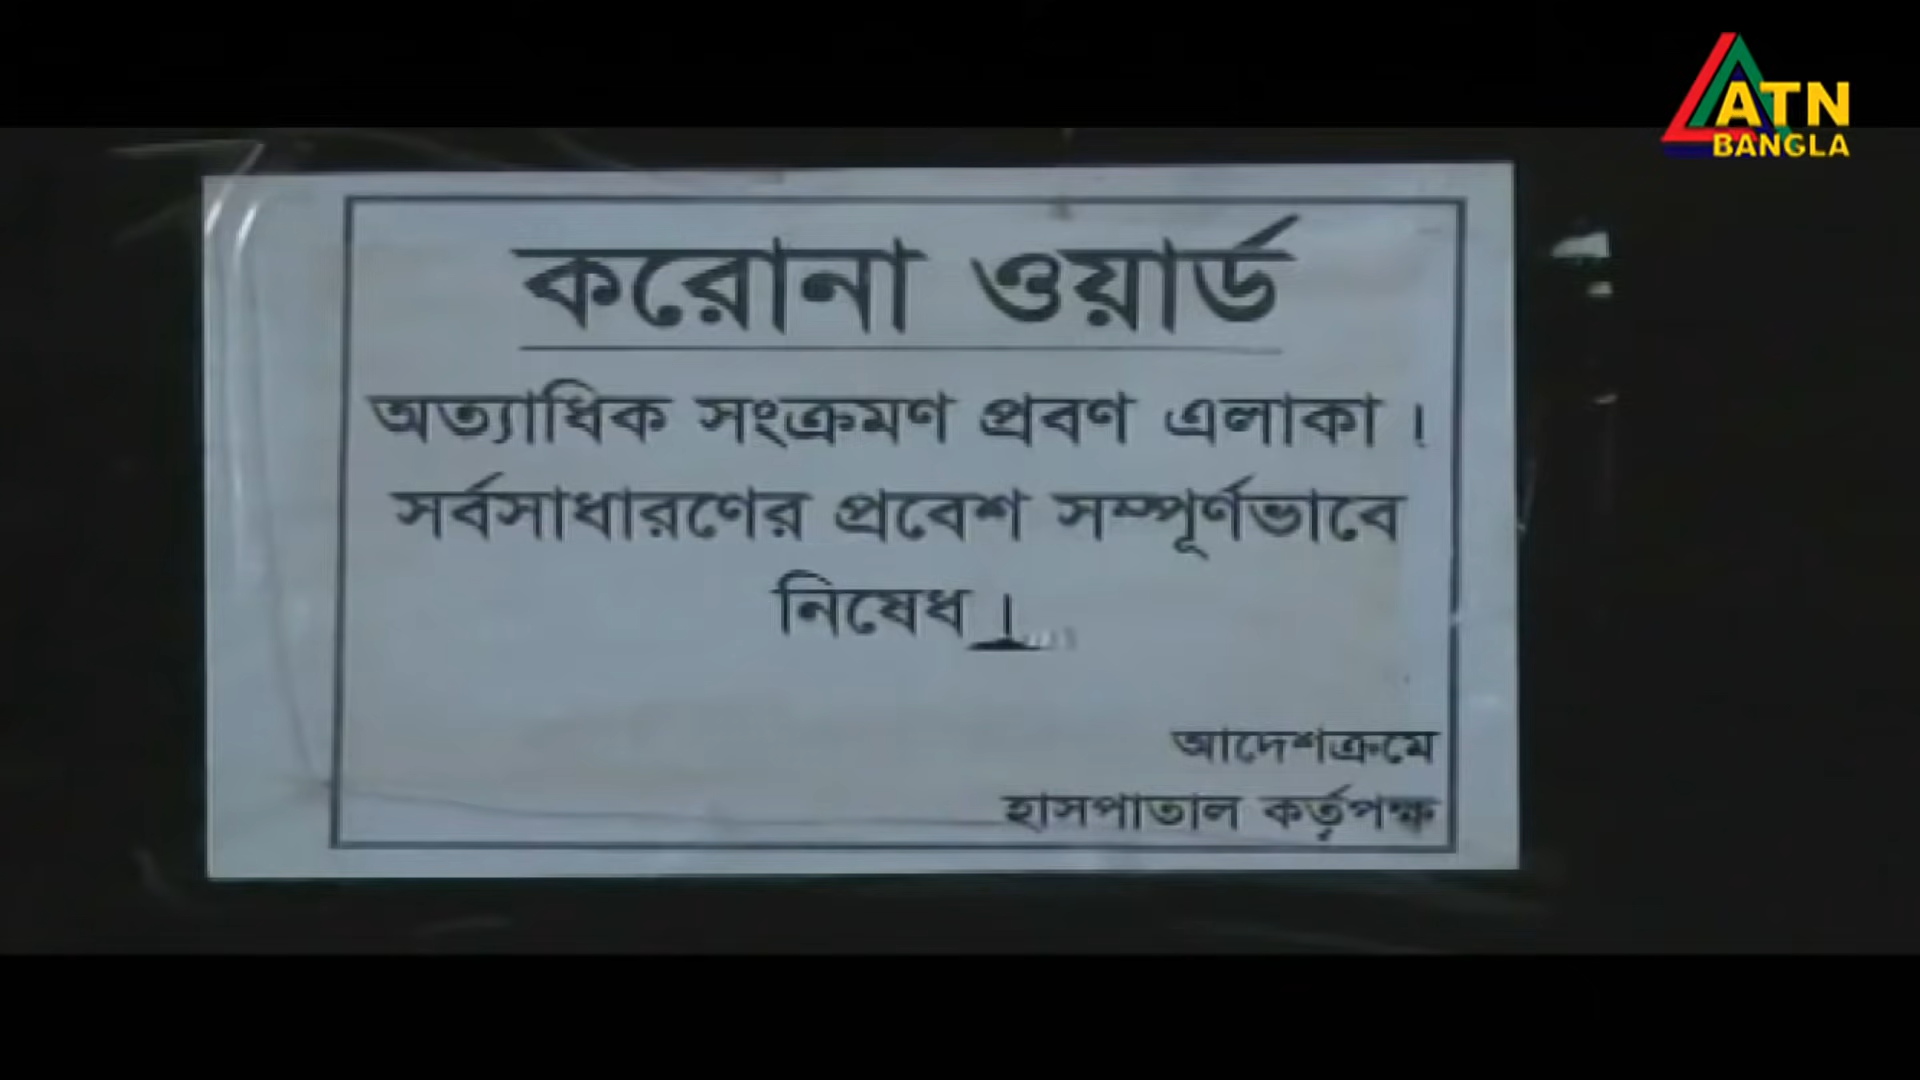 ATN
BANGLA
করোনা ওয়ার্ড
অত্যাধিক সংক্রমণ প্রবণ এলাকা ।
সর্বসাধারণের প্রবেশ সম্পূর্ণভাবে
নিষেধ ।
আদেশক্রমে
হাসপাতাল কর্তৃপক্ষ